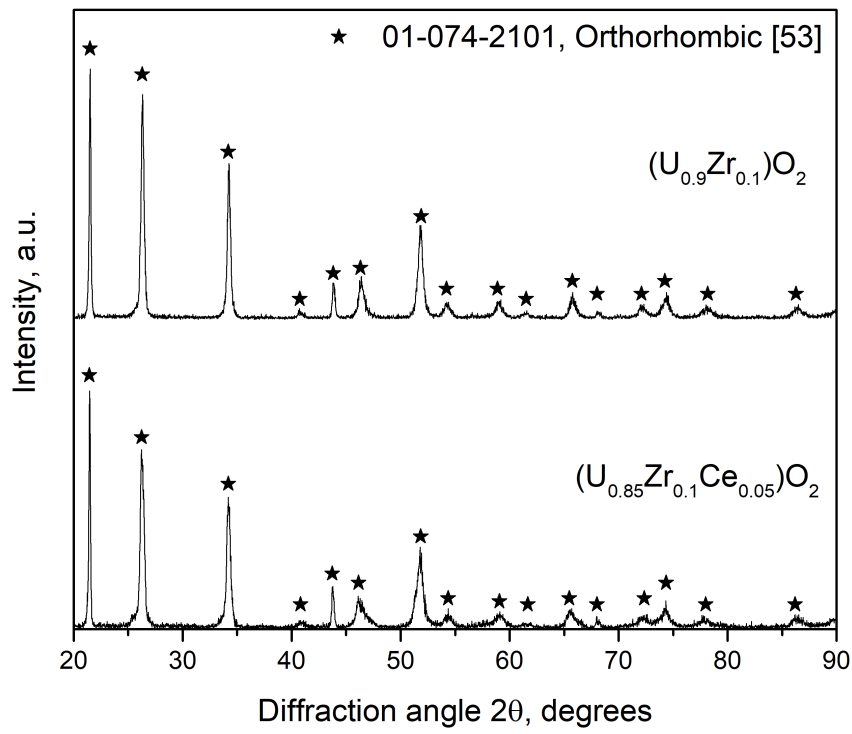 ★ 01-074-2101, Orthorhombic [53]
(U0.9Zr0.1)O2
(U0.85Zr0.1Ce0.05)O2
Intensity, a.u.
20 30 40 50 60 70 80 90
Diffraction angle 2θ, degrees